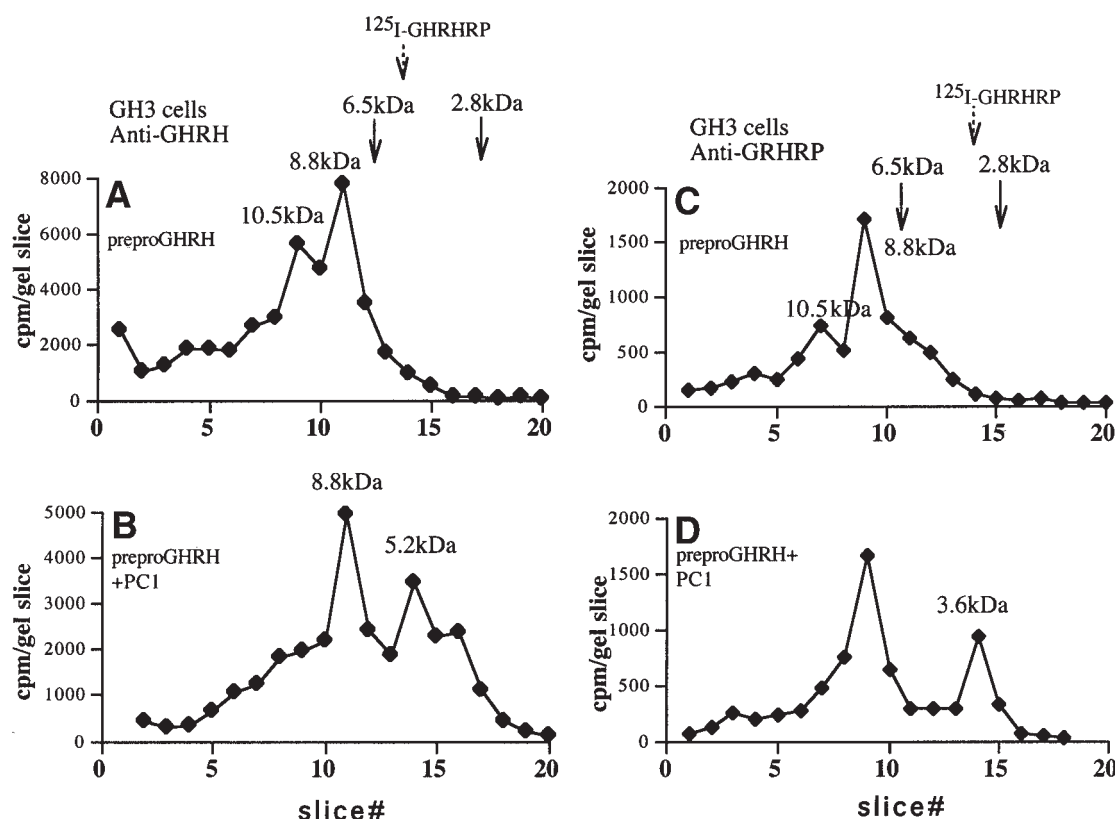 125I-GHRHRP
GH3 cells
Anti-GHRH
6.5kDa
2.8kDa
8.8kDa
10.5kDa
A
preproGHRH
cpm/gel slice
8000
6000
4000
2000
0
0 5 10 15 20
125I-GHRHRP
GH3 cells
Anti-GRHRP
6.5kDa
2.8kDa
8.8kDa
10.5kDa
C
preproGHRH
cpm/gel slice
2000
1500
1000
500
0
0 5 10 15 20
8.8kDa
5.2kDa
B
preproGHRH
+PC1
cpm/gel slice
5000
4000
3000
2000
1000
0
0 5 10 15 20
slice#
D
preproGHRH+
PC1
3.6kDa
cpm/gel slice
2000
1500
1000
500
0
0 5 10 15 20
slice#